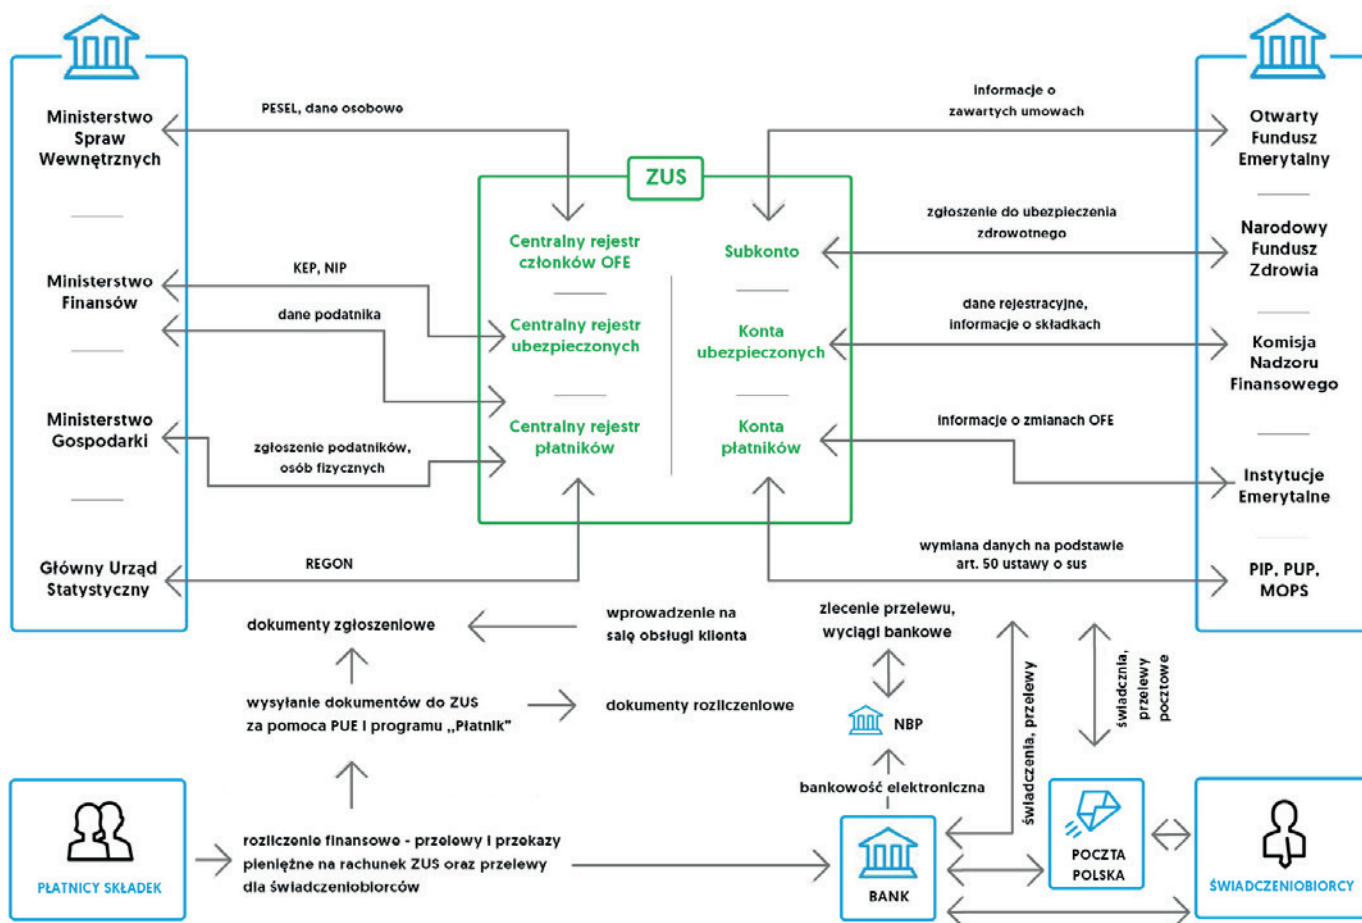 Ministerstwo
Spraw
Wewnętrznych
Ministerstwo
Finansów
Ministerstwo
Gospodarki
Główny Urząd
Statystyczny
PESEL, dane osobowe
KEP, NIP
dane podatnika
zgłoszenie podatników,
osób fizycznych
REGON
ZUS
Centralny rejestr
członków OFE
Centralny rejestr
ubezpieczonych
Centralny rejestr
płatników
Subkonto
Konta
ubezpieczonych
Konta
płatników
informacje o
zawartych umowach
zgłoszenie do ubezpieczenia
zdrowotnego
dane rejestracyjne,
informacje o składkach
informacje o zmianach OFE
wymiana danych na podstawie
art. 50 ustawy o sus
Otwarty
Fundusz
Emerytalny
Narodowy
Fundusz
Zdrowia
Komisja
Nadzoru
Finansowego
Instytucje
Emerytalne
PIP, PUP,
MOPS
dokumenty zgłoszeniowe
wprowadzenie na
salę obsługi klienta
wysyłanie dokumentów do ZUS
za pomoca PUE i programu ,,Płatnik"
dokumenty rozliczeniowe
zlecenie przelewu,
wyciągi bankowe
NBP
bankowość elektroniczna
świadczenia, przelewy
świadcznia,
przelewy
pocztowe
PŁATNICY SKŁADEK
rozliczenie finansowe - przelewy i przekazy
pieniężne na rachunek ZUS oraz przelewy
dla świadczeniobiorców
BANK
POCZTA
POLSKA
ŚWIADCZENIOBIORCY